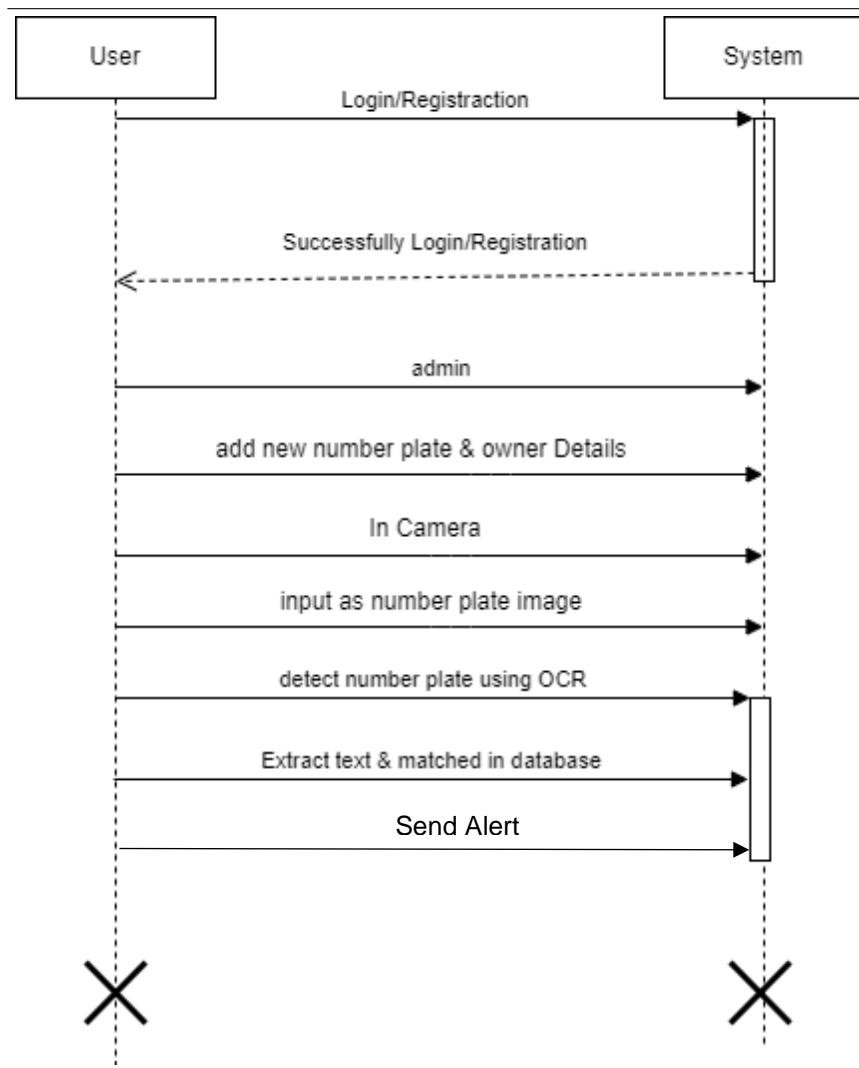 User
System
Login/Registraction
Successfully Login/Registration
admin
add new number plate & owner Details
In Camera
input as number plate image
detect number plate using OCR
Extract text & matched in database
Send Alert